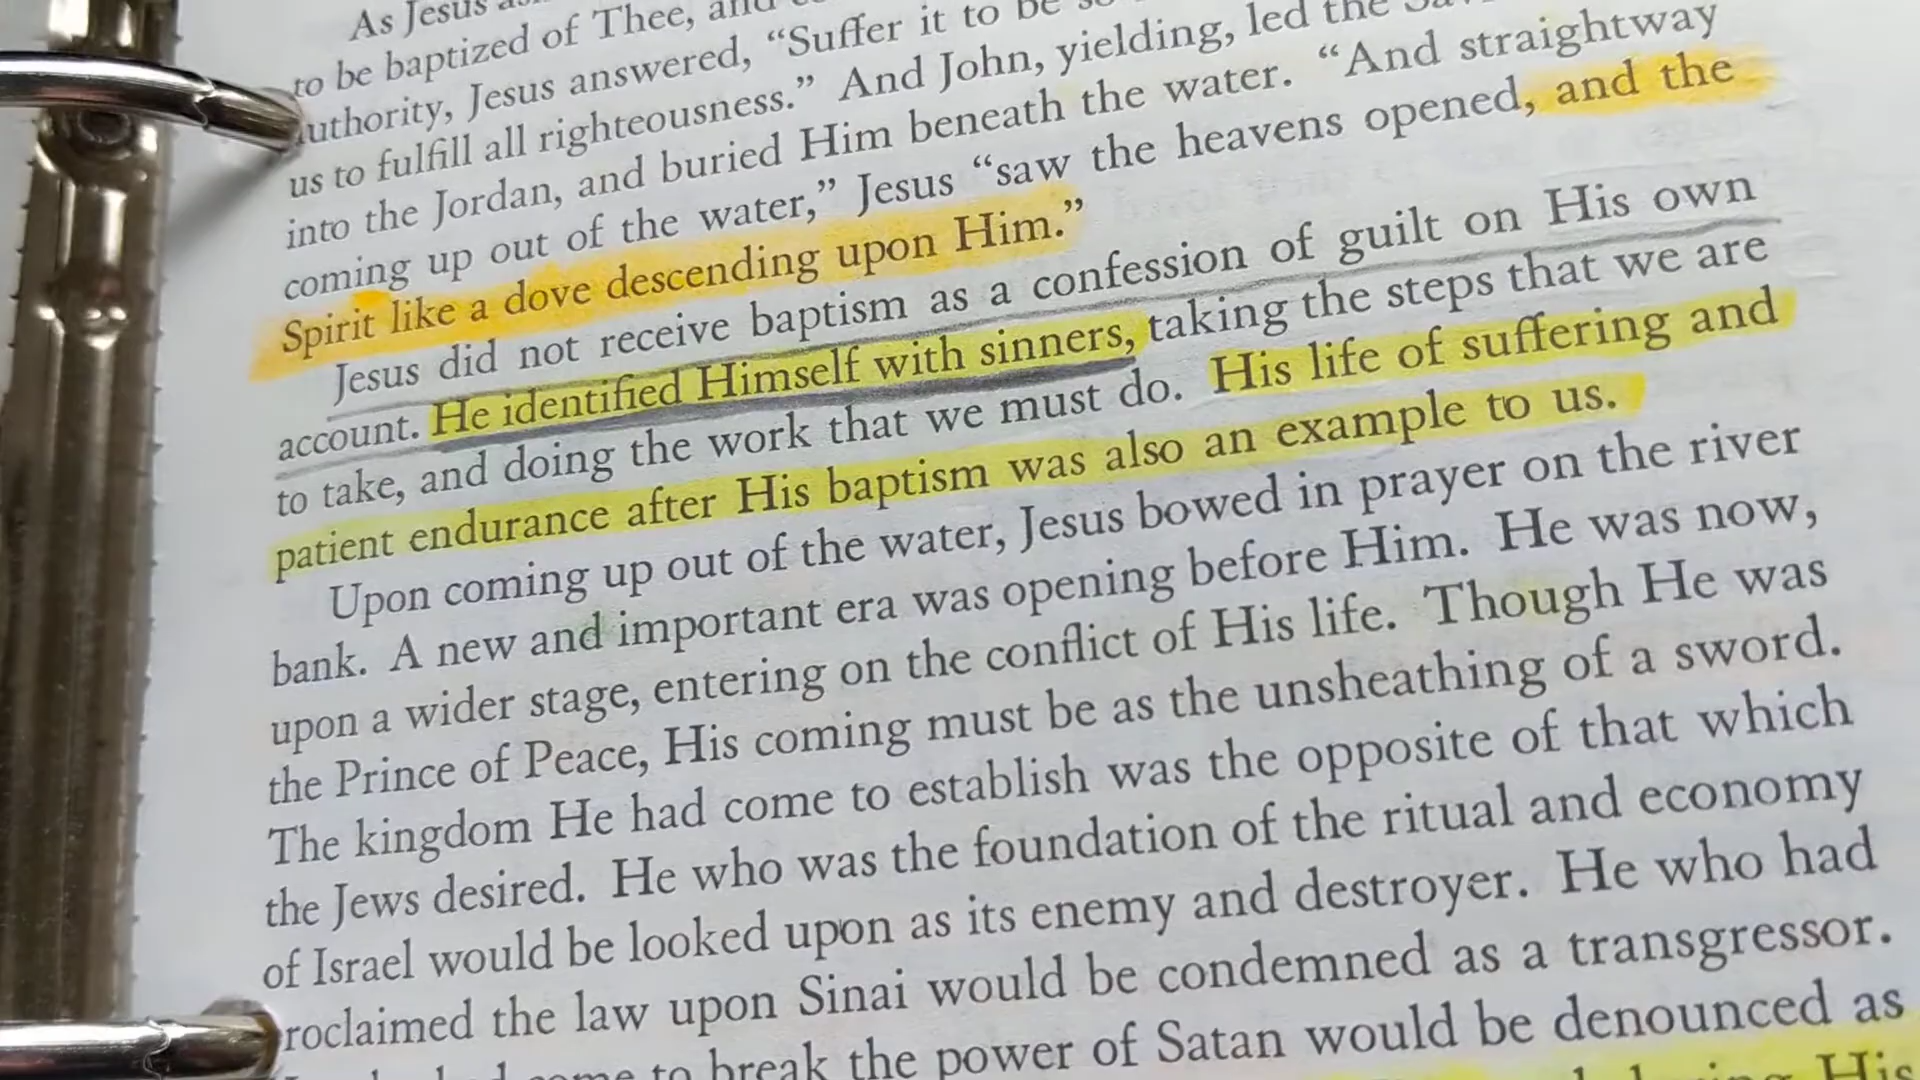 As Jesus
to be baptized of Thee, and
uthority, Jesus answered, “Suffer it to be
us to fulfill all righteousness.” And John, yielding, led the
into the Jordan, and buried Him beneath the water. “And straightway
coming up out of the water,” Jesus “saw the heavens opened, and the
Spirit like a dove descending upon Him.”
Jesus did not receive baptism as a confession of guilt on His own
account. He identified Himself with sinners, taking the steps that we are
to take, and doing the work that we must do. His life of suffering and
patient endurance after His baptism was also an example to us.
Upon coming up out of the water, Jesus bowed in prayer on the river
bank. A new and important era was opening before Him. He was now,
upon a wider stage, entering on the conflict of His life. Though He was
the Prince of Peace, His coming must be as the unsheathing of a sword.
The kingdom He had come to establish was the opposite of that which
the Jews desired. He who was the foundation of the ritual and economy
of Israel would be looked upon as its enemy and destroyer. He who had
roclaimed the law upon Sinai would be condemned as a transgressor.
to break the power of Satan would be denounced as
His